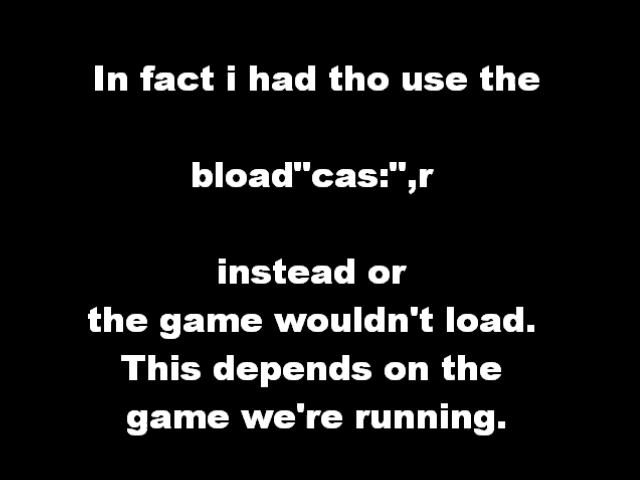 In fact i had tho use the
bload"cas:",r
instead or
the game wouldn't load.
This depends on the
game we're running.